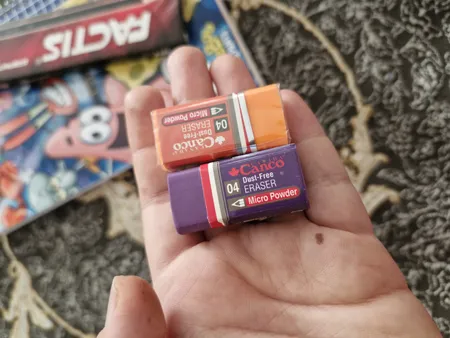 FACTIS
Canco
Dust-Free
04 ERASER
Micro Powder
Canco
Dust-Free
04 ERASER
Micro Powder